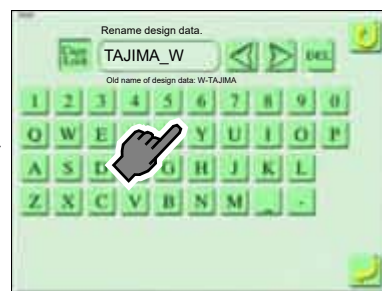 Rename design data.
Caps Lock TAJIMA_W DEL
Old name of design data: W-TAJIMA
1 2 3 4 5 6 7 8 9 0
Q W E Y U I O P
A S D G H J K L
Z X C V B N M _ -